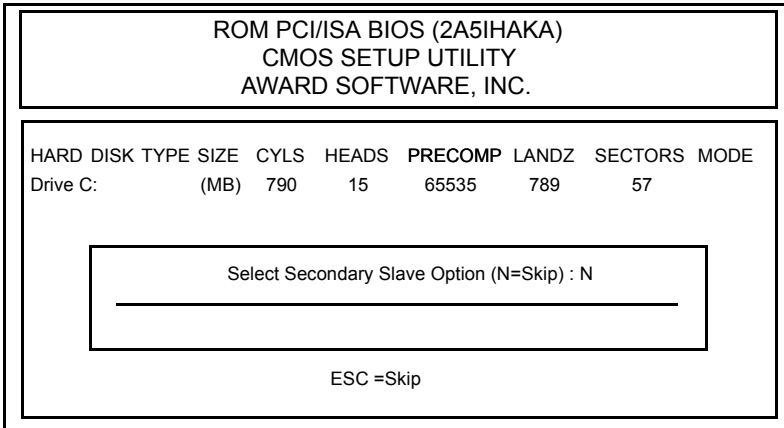 ROM PCI/ISA BIOS (2A5IHAKA)
CMOS SETUP UTILITY
AWARD SOFTWARE, INC.
HARD DISK TYPE SIZE CYLS HEADS PRECOMP LANDZ SECTORS MODE
Drive C: (MB) 790 15 65535 789 57
Select Secondary Slave Option (N=Skip) : N
ESC =Skip